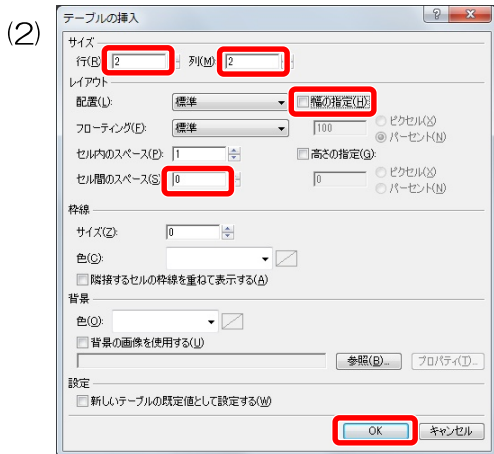 (2)
テーブルの挿入
サイズ
行(R): 2 列(M): 2
レイアウト
配置(L): 標準 幅の指定(H):
フローティング(F): 標準 100 ピクセル(X)
パーセント(N)
セル内のスペース(P): 1 高さの指定(G):
セル間のスペース(S): 0 0 ピクセル(X)
パーセント(N)
枠線
サイズ(Z): 0
色(C):
隣接するセルの枠線を重ねて表示する(A)
背景
色(O):
背景の画像を使用する(U)
参照(B)... プロパティ(T)...
設定
新しいテーブルの既定値として設定する(W)
OK キャンセル